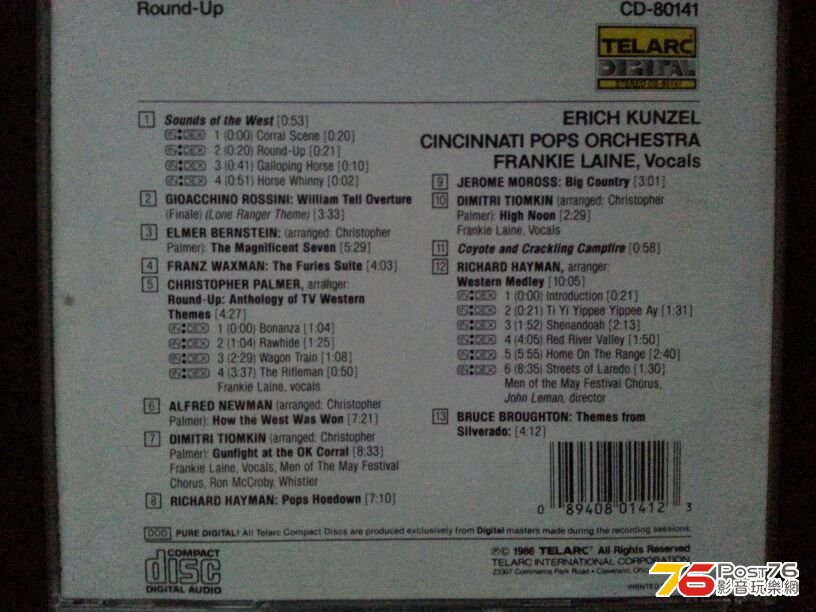 Round-Up
CD-80141
TELARC
DIGITAL
STEREO CD-80141
1 Sounds of the West [0:53]
INDEX 1 (0:00) Corral Scene [0:20]
INDEX 2 (0:20) Round-Up [0:21]
INDEX 3 (0:41) Galloping Horse [0:10]
INDEX 4 (0:51) Horse Whinny [0:02]
2 GIOACCHINO ROSSINI: William Tell Overture
(Finale) (Lone Ranger Theme) [3:33]
3 ELMER BERNSTEIN: (arranged: Christopher
Palmer): The Magnificent Seven [5:29]
4 FRANZ WAXMAN: The Furies Suite [4:03]
5 CHRISTOPHER PALMER, arranger:
Round-Up: Anthology of TV Western
Themes [4:27]
INDEX 1 (0:00) Bonanza [1:04]
INDEX 2 (1:04) Rawhide [1:25]
INDEX 3 (2:29) Wagon Train [1:08]
INDEX 4 (3:37) The Rifleman [0:50]
Frankie Laine, vocals
6 ALFRED NEWMAN (arranged: Christopher
Palmer): How the West Was Won [7:21]
7 DIMITRI TIOMKIN (arranged: Christopher
Palmer): Gunfight at the OK Corral [8:33]
Frankie Laine, Vocals, Men of The May Festival
Chorus, Ron McCroby, Whistler
8 RICHARD HAYMAN: Pops Hoedown [7:10]
ERICH KUNZEL
CINCINNATI POPS ORCHESTRA
FRANKIE LAINE, Vocals
9 JEROME MOROSS: Big Country [3:01]
10 DIMITRI TIOMKIN (arranged: Christopher
Palmer): High Noon [2:29]
Frankie Laine, Vocals
11 Coyote and Crackling Campfire [0:58]
12 RICHARD HAYMAN, arranger:
Western Medley [10:05]
INDEX 1 (0:00) Introduction [0:21]
INDEX 2 (0:21) Ti Yi Yippee Yippee Ay [1:31]
INDEX 3 (1:52) Shenandoah [2:13]
INDEX 4 (4:05) Red River Valley [1:50]
INDEX 5 (5:55) Home On The Range [2:40]
INDEX 6 (8:35) Streets of Laredo [1:30]
Men of the May Festival Chorus,
John Leman, director
13 BRUCE BROUGHTON: Themes from
Silverado: [4:12]
0 89408 01412 3
DDD PURE DIGITAL! All Telarc Compact Discs are produced exclusively from Digital masters made during the recording sessions.
COMPACT
disc
DIGITAL AUDIO
℗© 1986 TELARC® All Rights Reserved
TELARC INTERNATIONAL CORPORATION
23307 Commerce Park Road • Cleveland,
PRINTED
76 Post76
影音玩樂網